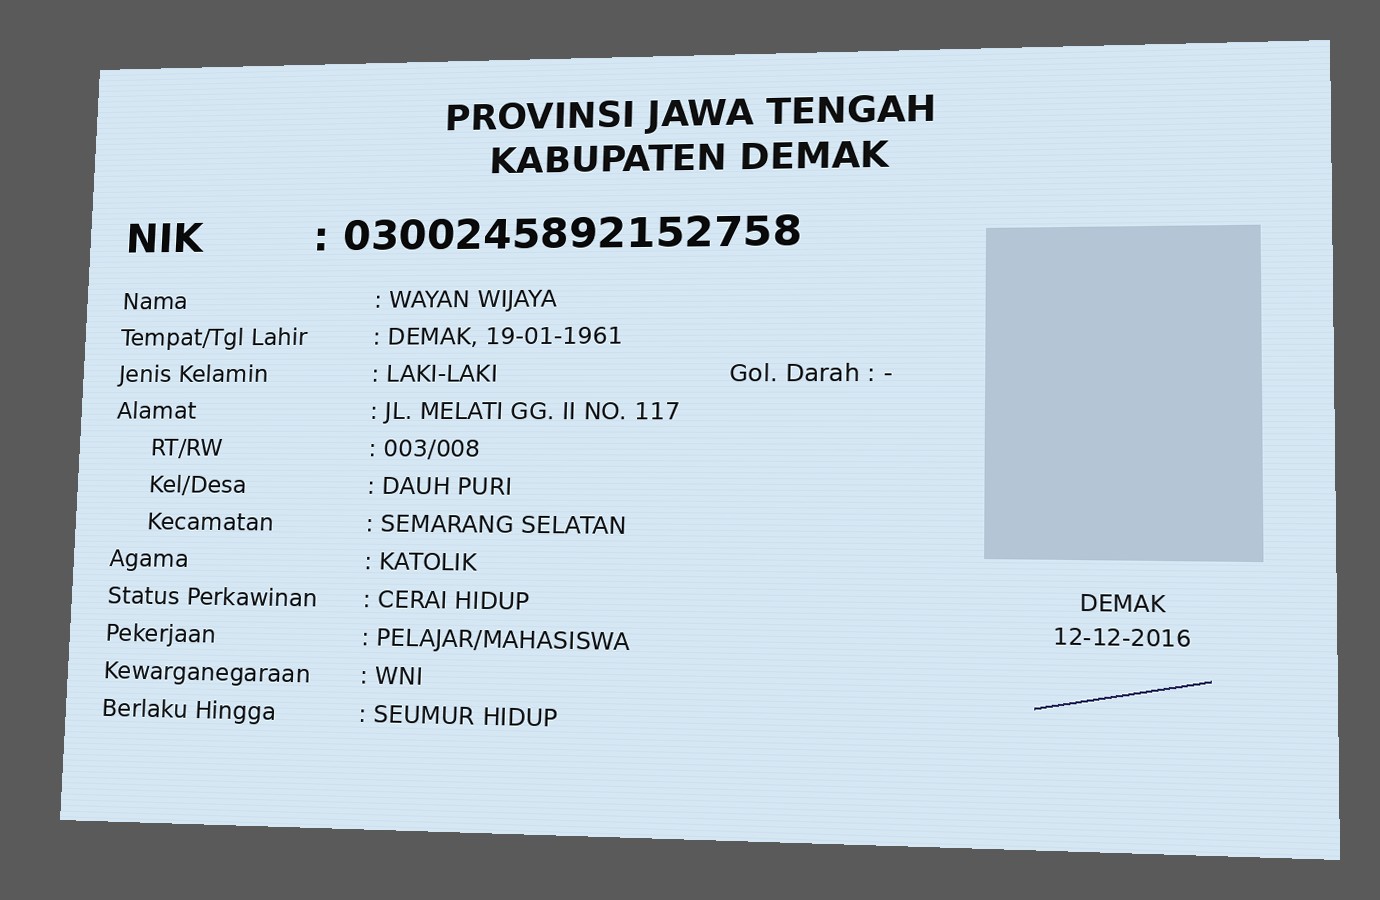 PROVINSI JAWA TENGAH
KABUPATEN DEMAK
NIK : 0300245892152758
Nama : WAYAN WIJAYA
Tempat/Tgl Lahir : DEMAK, 19-01-1961
Jenis Kelamin : LAKI-LAKI Gol. Darah : -
Alamat : JL. MELATI GG. II NO. 117
RT/RW : 003/008
Kel/Desa : DAUH PURI
Kecamatan : SEMARANG SELATAN
Agama : KATOLIK
Status Perkawinan : CERAI HIDUP
Pekerjaan : PELAJAR/MAHASISWA
Kewarganegaraan : WNI
Berlaku Hingga : SEUMUR HIDUP
DEMAK
12-12-2016